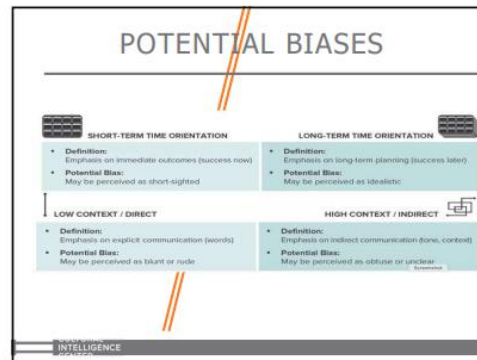 POTENTIAL BIASES
SHORT-TERM TIME ORIENTATION
• Definition:
Emphasis on immediate outcomes (success now)
• Potential Bias:
May be perceived as short-sighted
LONG-TERM TIME ORIENTATION
• Definition:
Emphasis on long-term planning (success later)
• Potential Bias:
May be perceived as idealistic
LOW CONTEXT / DIRECT
• Definition:
Emphasis on explicit communication (words)
• Potential Bias:
May be perceived as blunt or rude
HIGH CONTEXT / INDIRECT
• Definition:
Emphasis on indirect communication (tone, context)
• Potential Bias:
May be perceived as obtuse or unclear
Screenshot
CULTURAL
INTELLIGENCE
CENTER